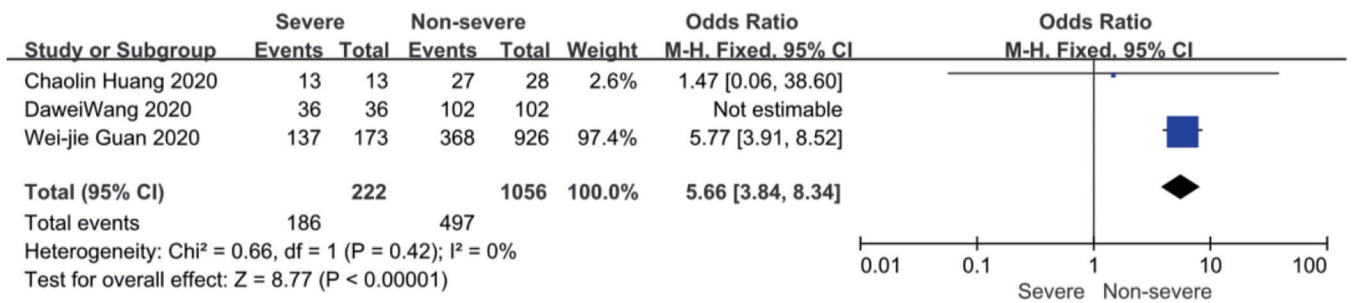 Severe Non-severe Odds Ratio Odds Ratio
Study or Subgroup Events Total Events Total Weight M-H, Fixed, 95% CI M-H, Fixed, 95% CI
Chaolin Huang 2020 13 13 27 28 2.6% 1.47 [0.06, 38.60]
DaweiWang 2020 36 36 102 102 Not estimable
Wei-jie Guan 2020 137 173 368 926 97.4% 5.77 [3.91, 8.52]
Total (95% CI) 222 1056 100.0% 5.66 [3.84, 8.34]
Total events 186 497
Heterogeneity: Chi² = 0.66, df = 1 (P = 0.42); I² = 0%
Test for overall effect: Z = 8.77 (P < 0.00001)
0.01 0.1 1 10 100
Severe Non-severe